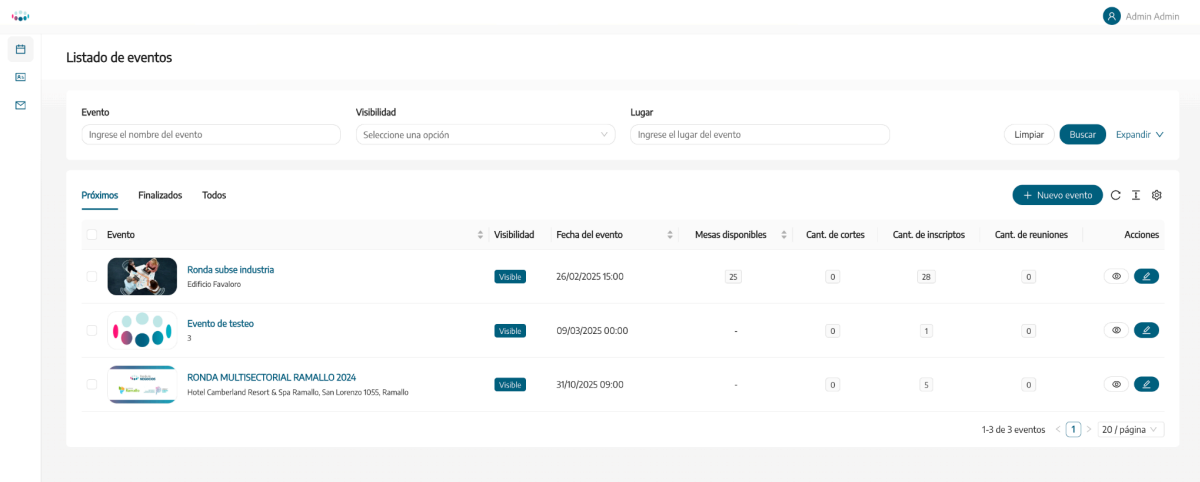 Admin Admin
Listado de eventos
Evento Visibilidad Lugar
Ingrese el nombre del evento Seleccione una opción Ingrese el lugar del evento Limpiar Buscar Expandir
Próximos Finalizados Todos + Nuevo evento
Evento Visibilidad Fecha del evento Mesas disponibles Cant. de cortes Cant. de inscriptos Cant. de reuniones Acciones
Ronda subse industria Visible 26/02/2025 15:00 25 0 28 0
Edificio Favaloro
Evento de testeo Visible 09/03/2025 00:00 - 0 1 0
3
RONDA MULTISECTORIAL RAMALLO 2024 Visible 31/10/2025 09:00 - 0 5 0
Hotel Camberland Resort & Spa Ramallo, San Lorenzo 1055, Ramallo
1-3 de 3 eventos < 1 > 20 / página